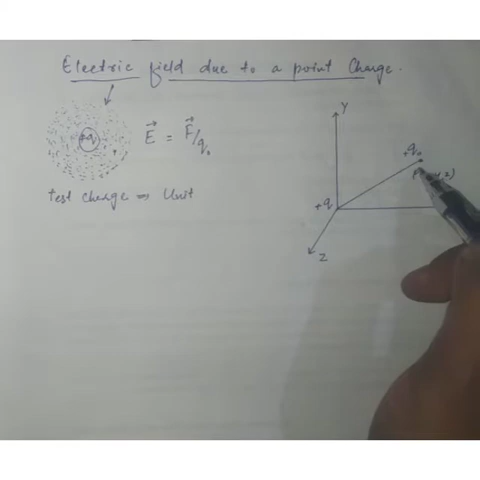 Electric field due to a point charge.
+q
E⃗ = F⃗/q₀
Test charge ⇒ Unit
Y
+q₀
+q
Z